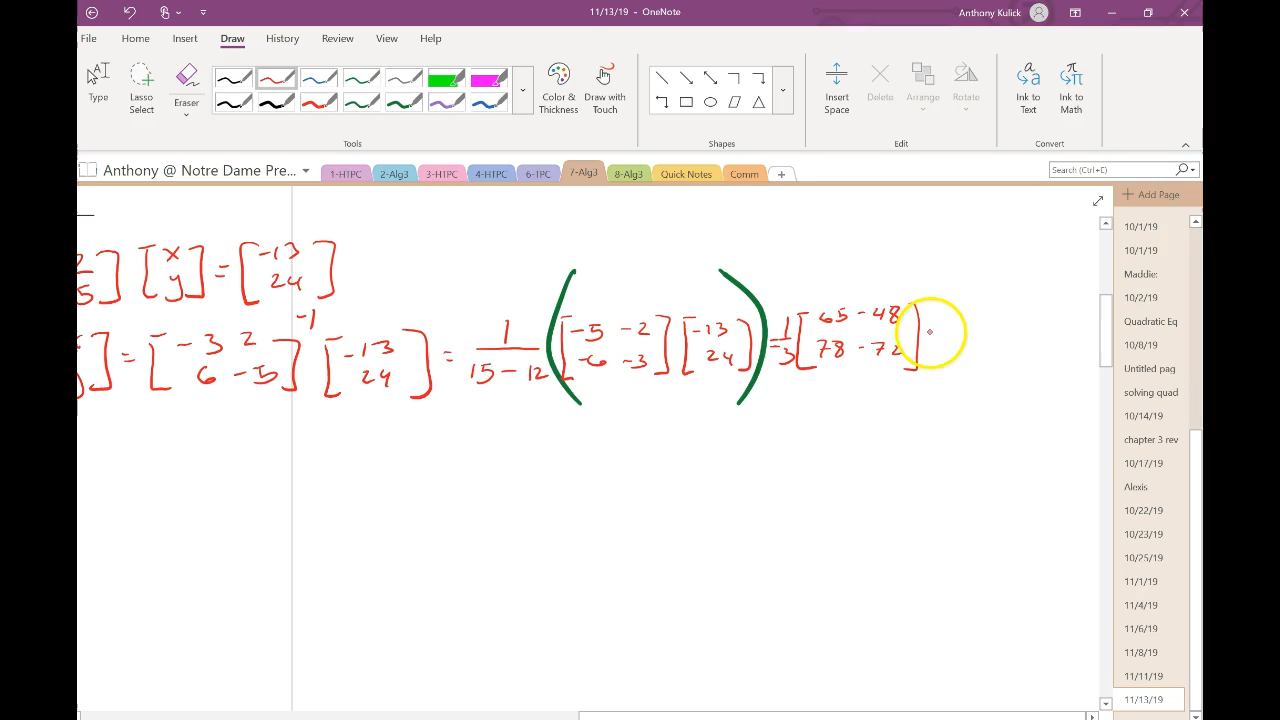 11/13/19 - OneNote
Anthony Kulick
File Home Insert Draw History Review View Help
Type
Lasso Select
Eraser
Color & Thickness
Draw with Touch
Insert Space
Delete
Arrange
Rotate
Ink to Text
Ink to Math
Tools
Shapes
Edit
Convert
Anthony @ Notre Dame Pre...
1-HTPC 2-Alg3 3-HTPC 4-HTPC 6-TPC 7-Alg3 8-Alg3 Quick Notes Comm +
Search (Ctrl+E)
Add Page
10/1/19
10/1/19
Maddie:
10/2/19
Quadratic Eq
10/8/19
Untitled pag
solving quad
10/14/19
chapter 3 rev
10/17/19
Alexis
10/22/19
10/23/19
10/25/19
11/1/19
11/4/19
11/6/19
11/8/19
11/11/19
11/13/19
5] [x y] = [-13 24]
] = [-3 2 6 -5]^-1 [-13 24] = 1/(15-12) ([-5 -2 -6 -3] [-13 24]) = 1/3 [65-48 78-72]